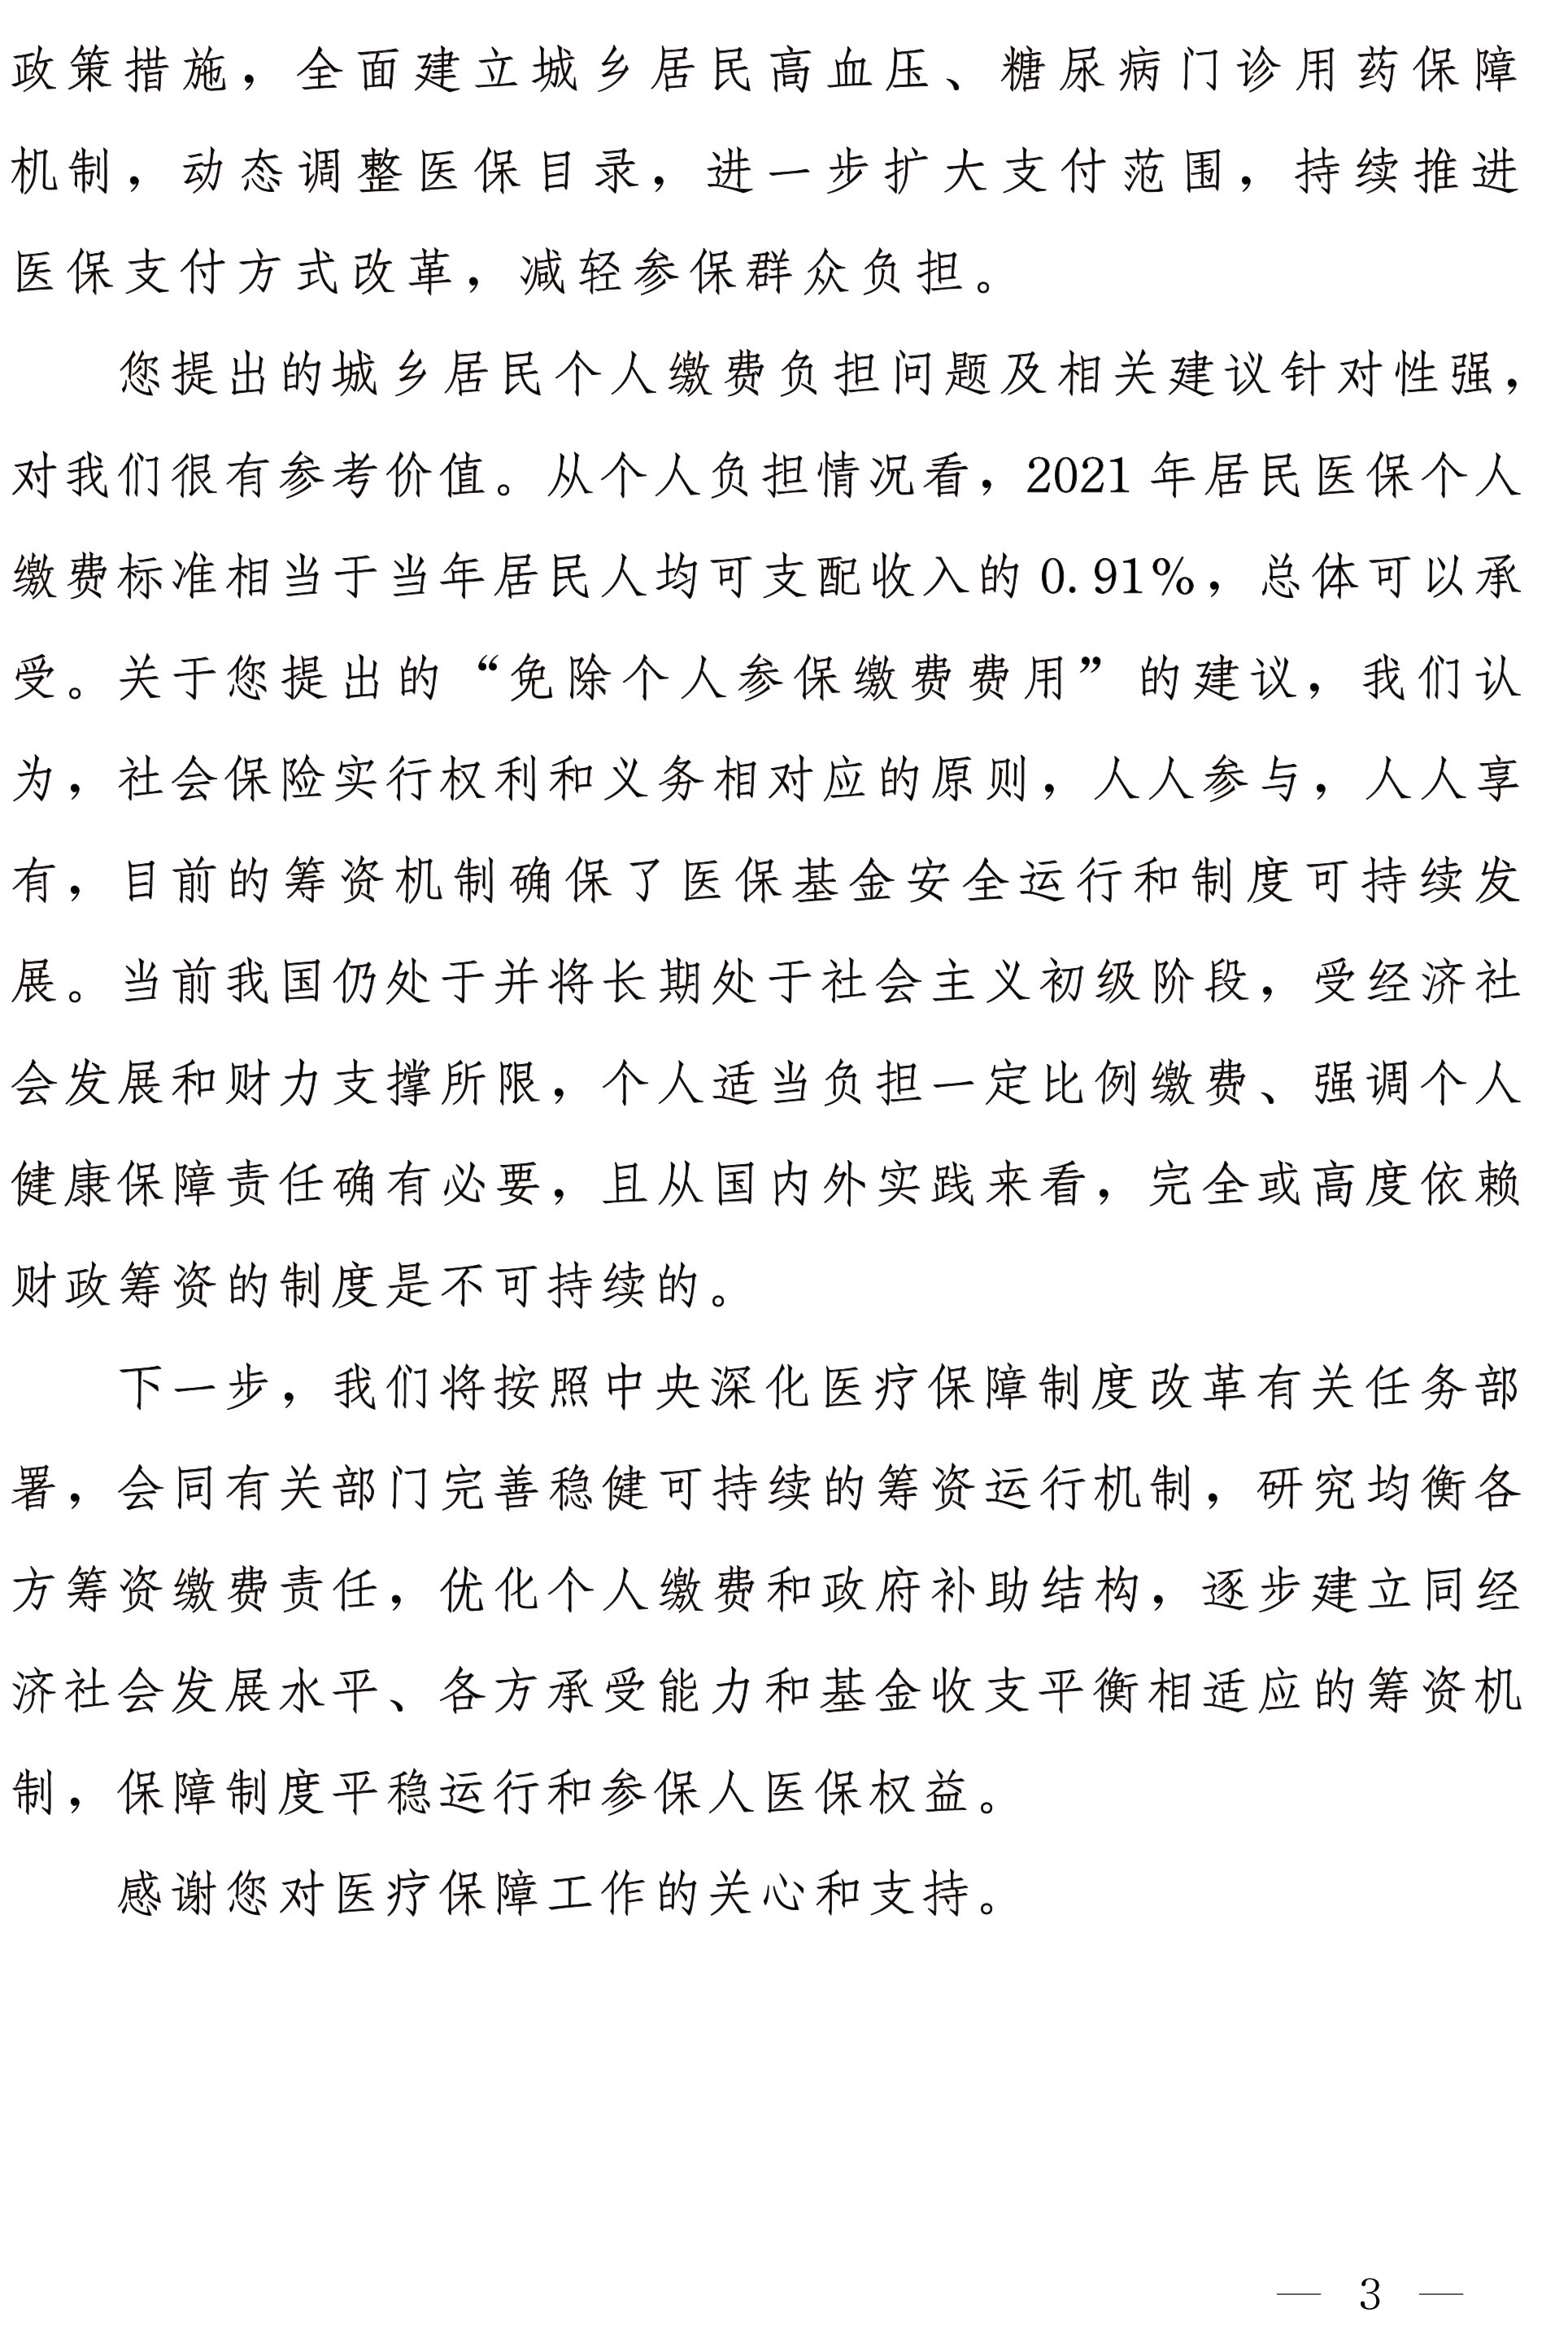 政策措施，全面建立城乡居民高血压、糖尿病门诊用药保障
机制，动态调整医保目录，进一步扩大支付范围，持续推进
医保支付方式改革，减轻参保群众负担。
您提出的城乡居民个人缴费负担问题及相关建议针对性强，
对我们很有参考价值。从个人负担情况看，2021 年居民医保个人
缴费标准相当于当年居民人均可支配收入的 0.91%，总体可以承
受。关于您提出的“免除个人参保缴费费用”的建议，我们认
为，社会保险实行权利和义务相对应的原则，人人参与，人人享
有，目前的筹资机制确保了医保基金安全运行和制度可持续发
展。当前我国仍处于并将长期处于社会主义初级阶段，受经济社
会发展和财力支撑所限，个人适当负担一定比例缴费、强调个人
健康保障责任确有必要，且从国内外实践来看，完全或高度依赖
财政筹资的制度是不可持续的。
下一步，我们将按照中央深化医疗保障制度改革有关任务部
署，会同有关部门完善稳健可持续的筹资运行机制，研究均衡各
方筹资缴费责任，优化个人缴费和政府补助结构，逐步建立同经
济社会发展水平、各方承受能力和基金收支平衡相适应的筹资机
制，保障制度平稳运行和参保人医保权益。
感谢您对医疗保障工作的关心和支持。
— 3 —